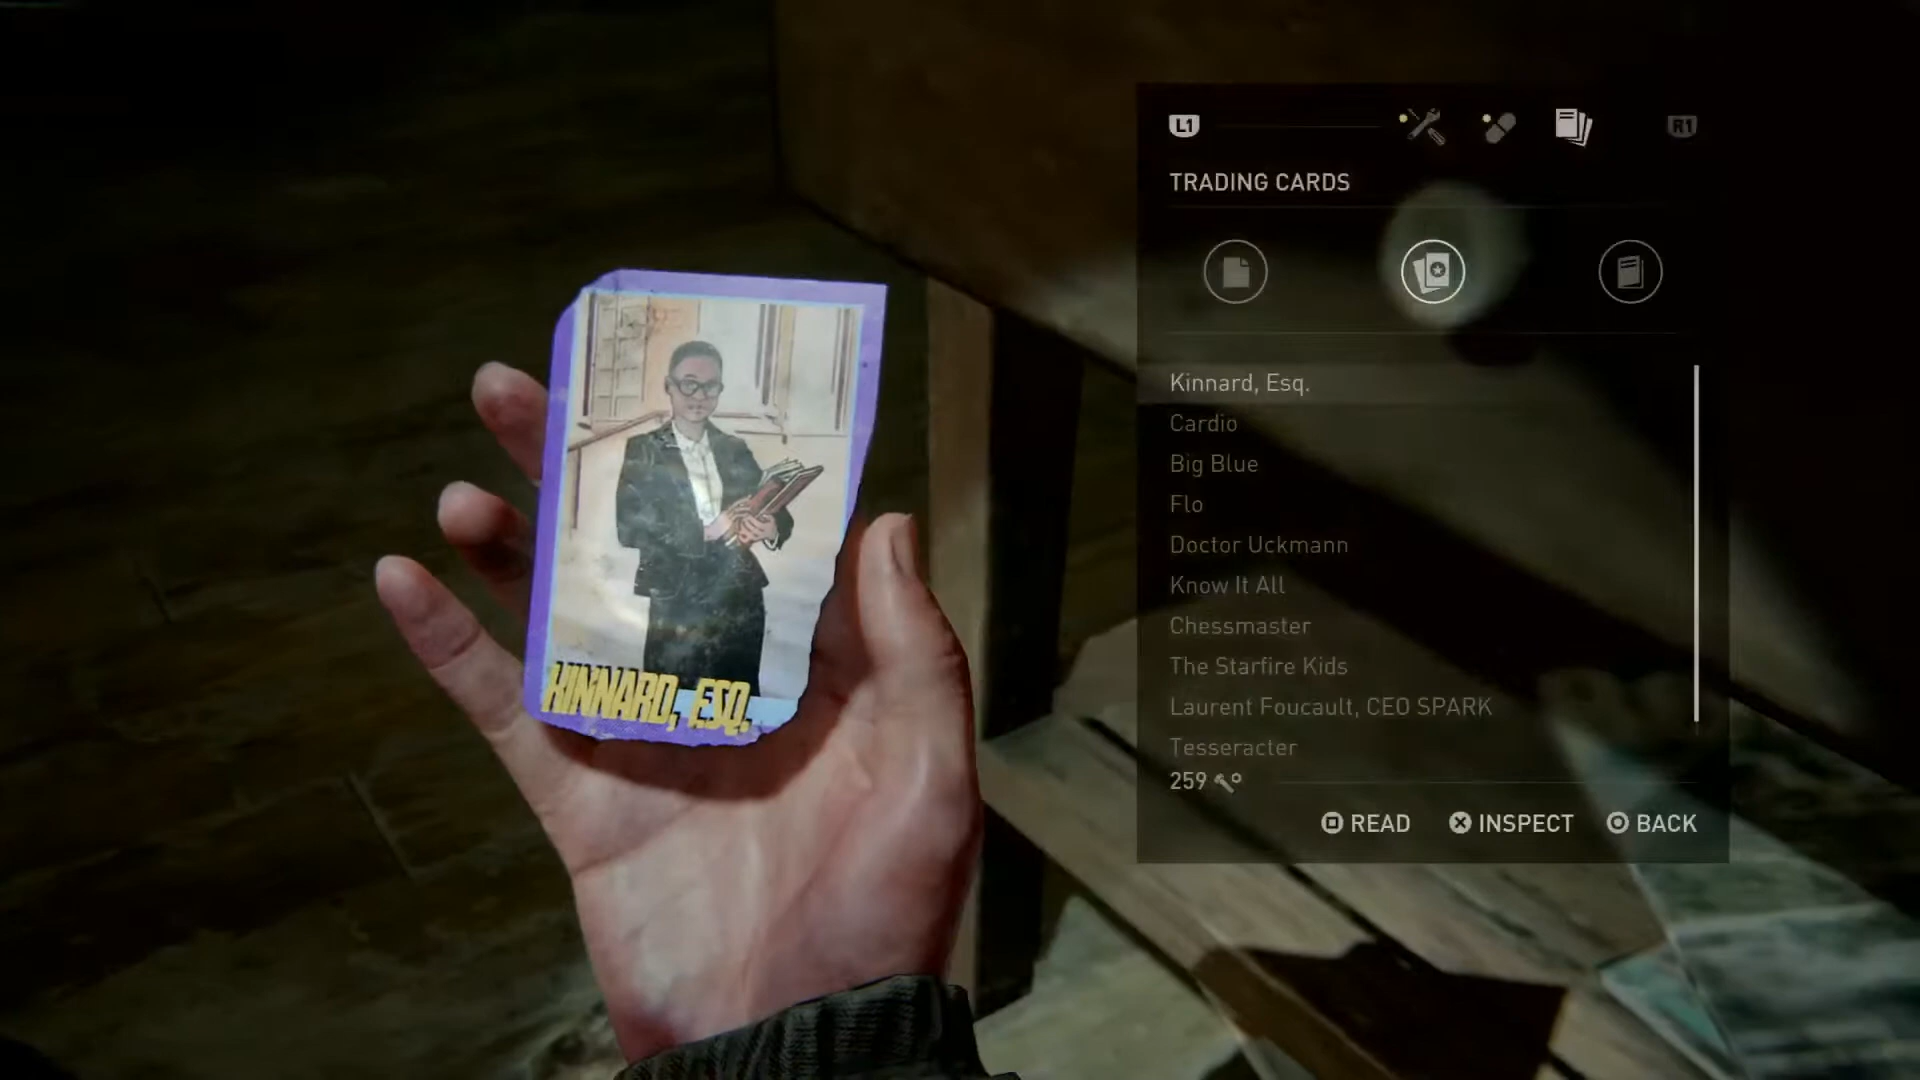 L1
R1
TRADING CARDS
KINNARD, ESQ.
Kinnard, Esq.
Cardio
Big Blue
Flo
Doctor Uckmann
Know It All
Chessmaster
The Starfire Kids
Laurent Foucault, CEO SPARK
Tesseracter
259
READ INSPECT BACK